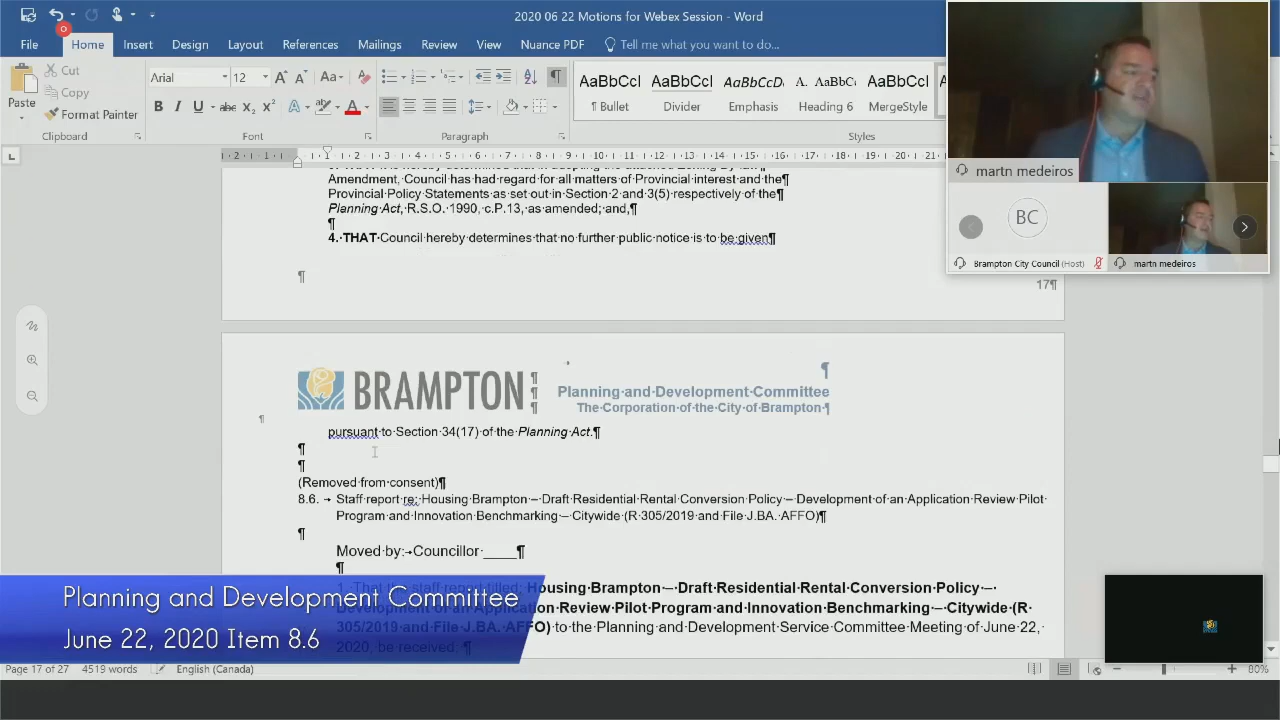 2020 06 22 Motions for Webex Session - Word
File Home Insert Design Layout References Mailings Review View Nuance PDF Tell me what you want to do...
Paste
Cut
Copy
Format Painter
Clipboard
Arial 12
Font
Paragraph
AaBbCcl AaBbCcl AaBbCcD. A. AaBbC AaBbCcl
¶ Bullet Divider Emphasis Heading 6 MergeStyle
Styles
martn medeiros
BC
Brampton City Council (Host)
martn medeiros
Amendment, Council has had regard for all matters of Provincial interest and the¶
Provincial Policy Statements as set out in Section 2 and 3(5) respectively of the
Planning Act, R.S.O. 1990, c.P.13, as amended; and,¶
¶
4. THAT Council hereby determines that no further public notice is to be given¶
¶
17¶
BRAMPTON
Planning and Development Committee
The Corporation of the City of Brampton ¶
pursuant to Section 34(17) of the Planning Act.¶
¶
¶
(Removed from consent)¶
8.6. → Staff report re: Housing Brampton – Draft Residential Rental Conversion Policy – Development of an Application Review Pilot
Program and Innovation Benchmarking – Citywide (R 305/2019 and File J.BA. AFFO)¶
¶
Moved by:→Councillor ____¶
¶
1. That the staff report titled: Housing Brampton – Draft Residential Rental Conversion Policy –
Development of an Application Review Pilot Program and Innovation Benchmarking – Citywide (R
305/2019 and File J.BA. AFFO) to the Planning and Development Service Committee Meeting of June 22,
2020, be received; ¶
Planning and Development Committee
June 22, 2020 Item 8.6
Page 17 of 27 4519 words English (Canada) 80%